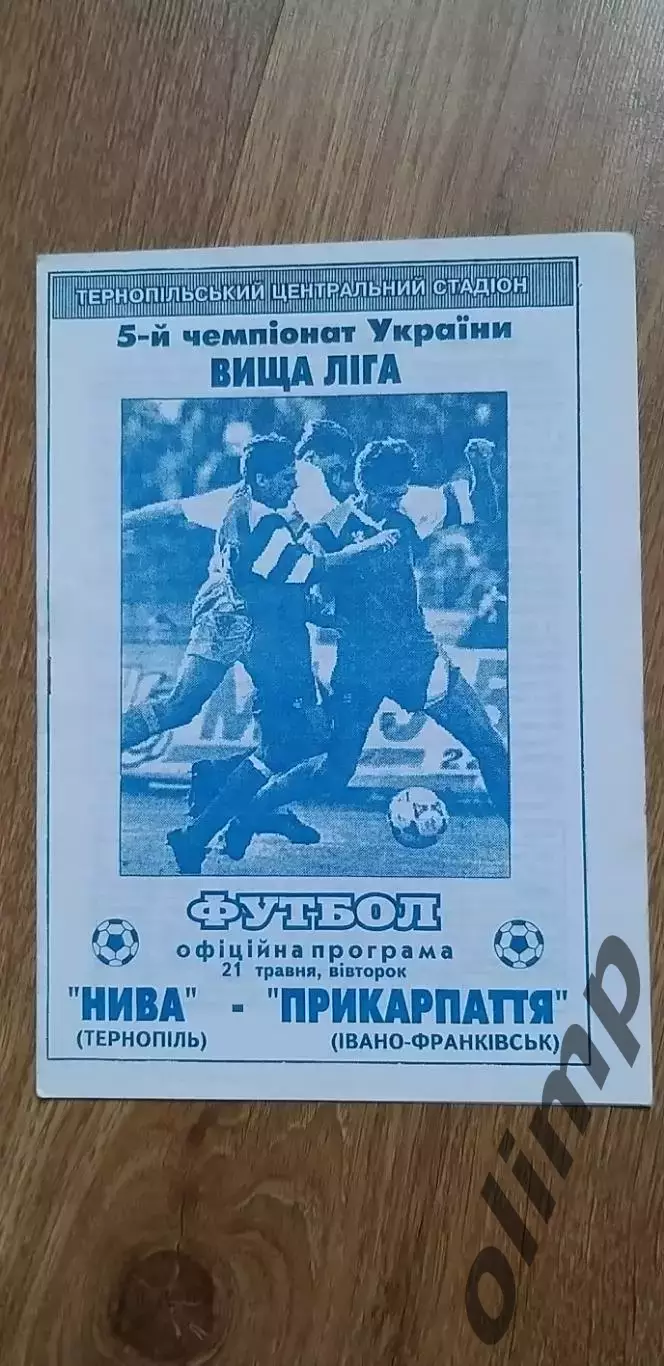 ТЕРНОПІЛЬСЬКИЙ ЦЕНТРАЛЬНИЙ СТАДІОН
5-й чемпіонат України
ВИЩА ЛІГА
22
ФУТБОЛ
офіційна програма
21 травня, вівторок
"НИВА" - "ПРИКАРПАТТЯ"
(ТЕРНОПІЛЬ) (ІВАНО-ФРАНКІВСЬК)
olimp